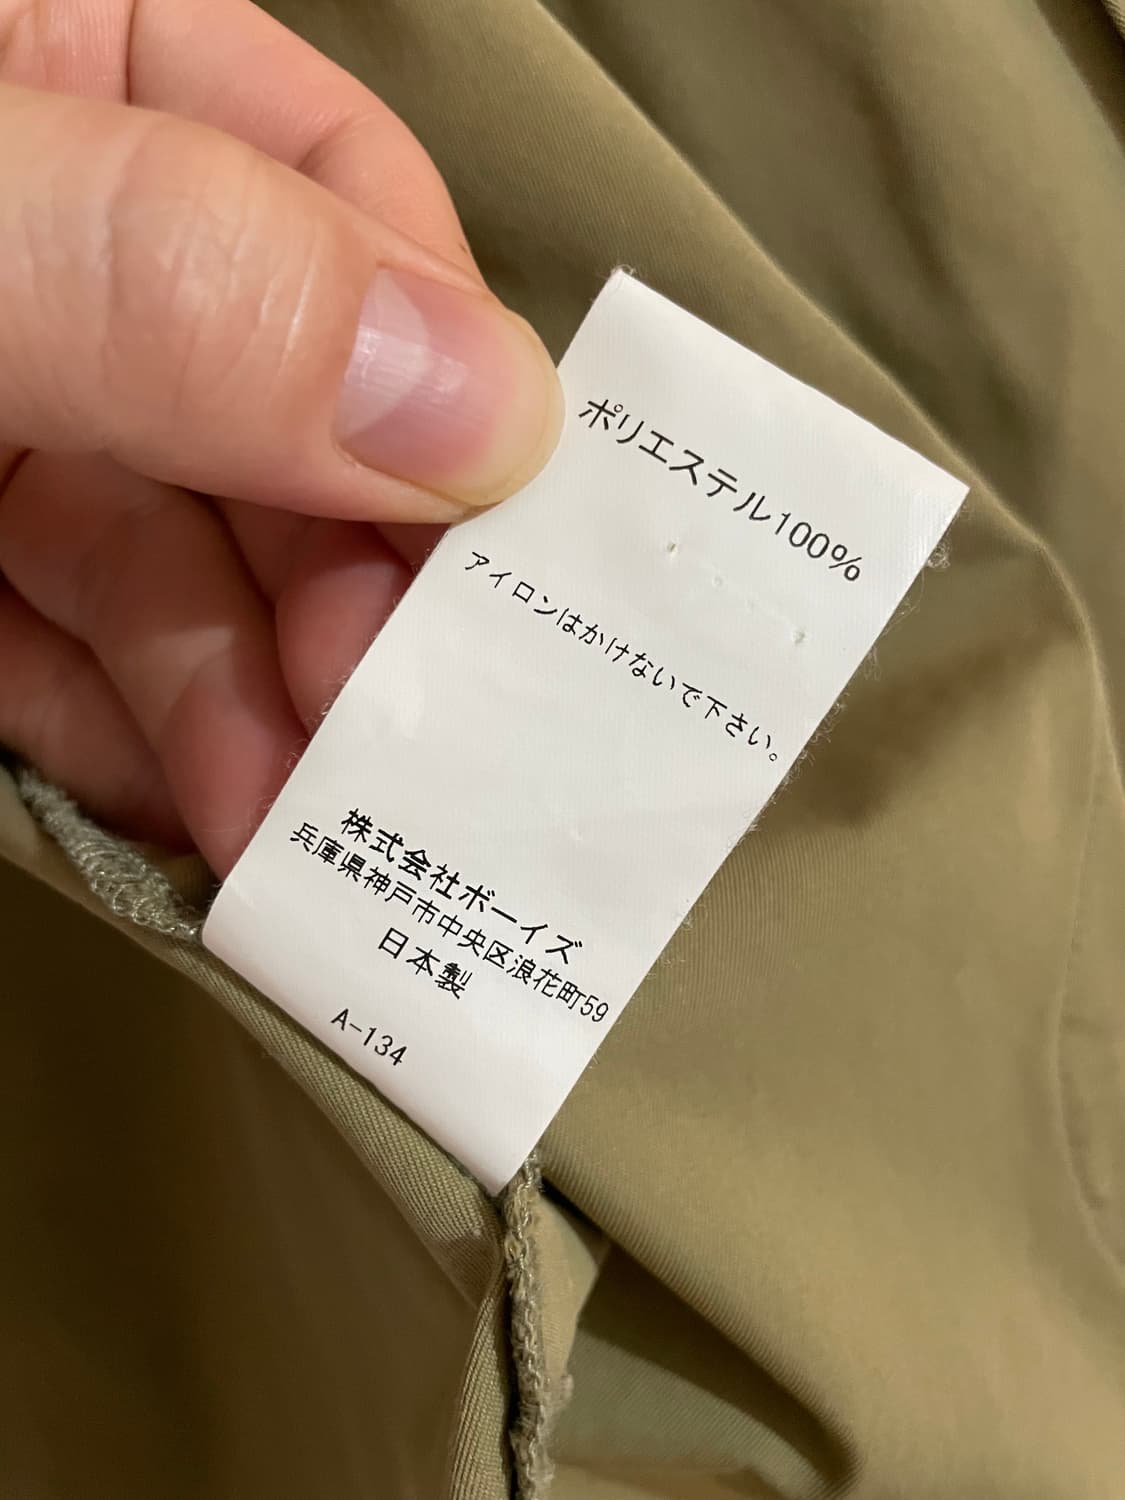 ポリエステル100%
アイロンはかけないで下さい。
株式会社ボーイズ
兵庫県神戸市中央区浪花町59
日本製
A-134